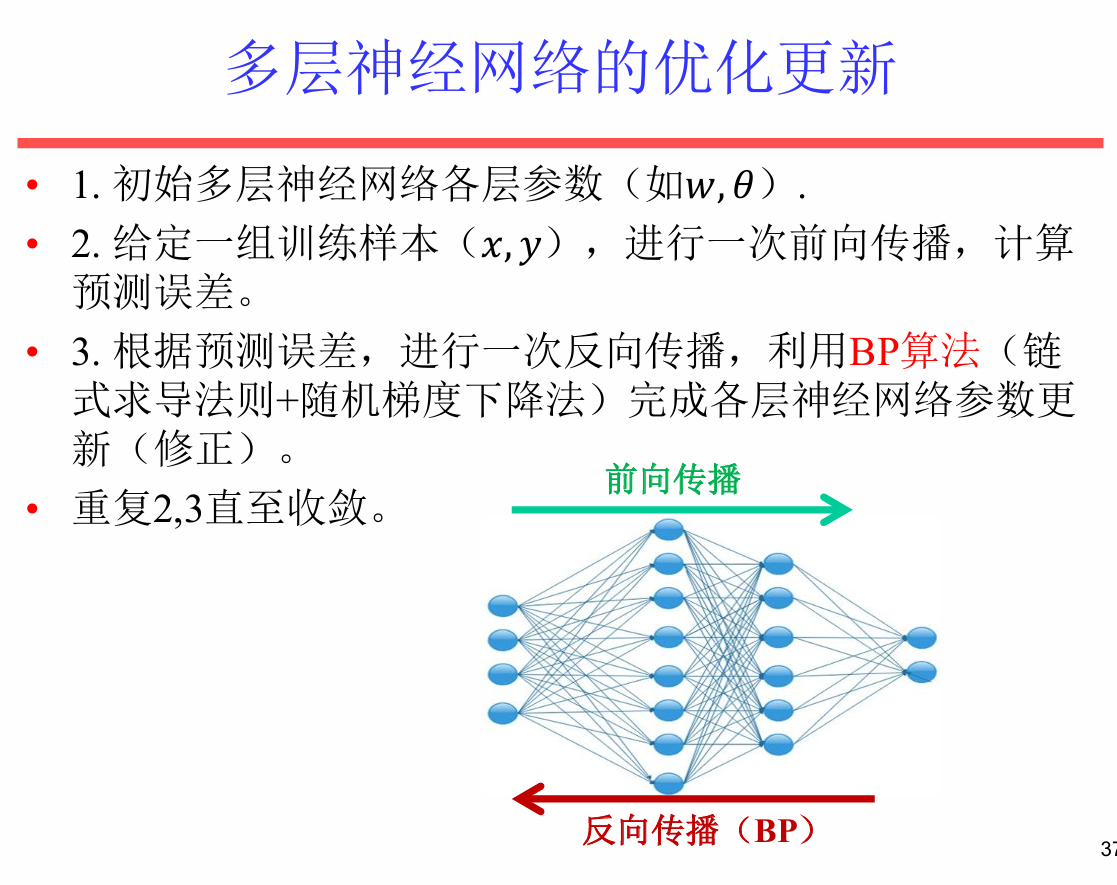 多层神经网络的优化更新
• 1. 初始多层神经网络各层参数（如w, θ）.
• 2. 给定一组训练样本（x, y），进行一次前向传播，计算
预测误差。
• 3. 根据预测误差，进行一次反向传播，利用BP算法（链
式求导法则+随机梯度下降法）完成各层神经网络参数更
新（修正）。
• 重复2,3直至收敛。
前向传播
反向传播（BP）
37